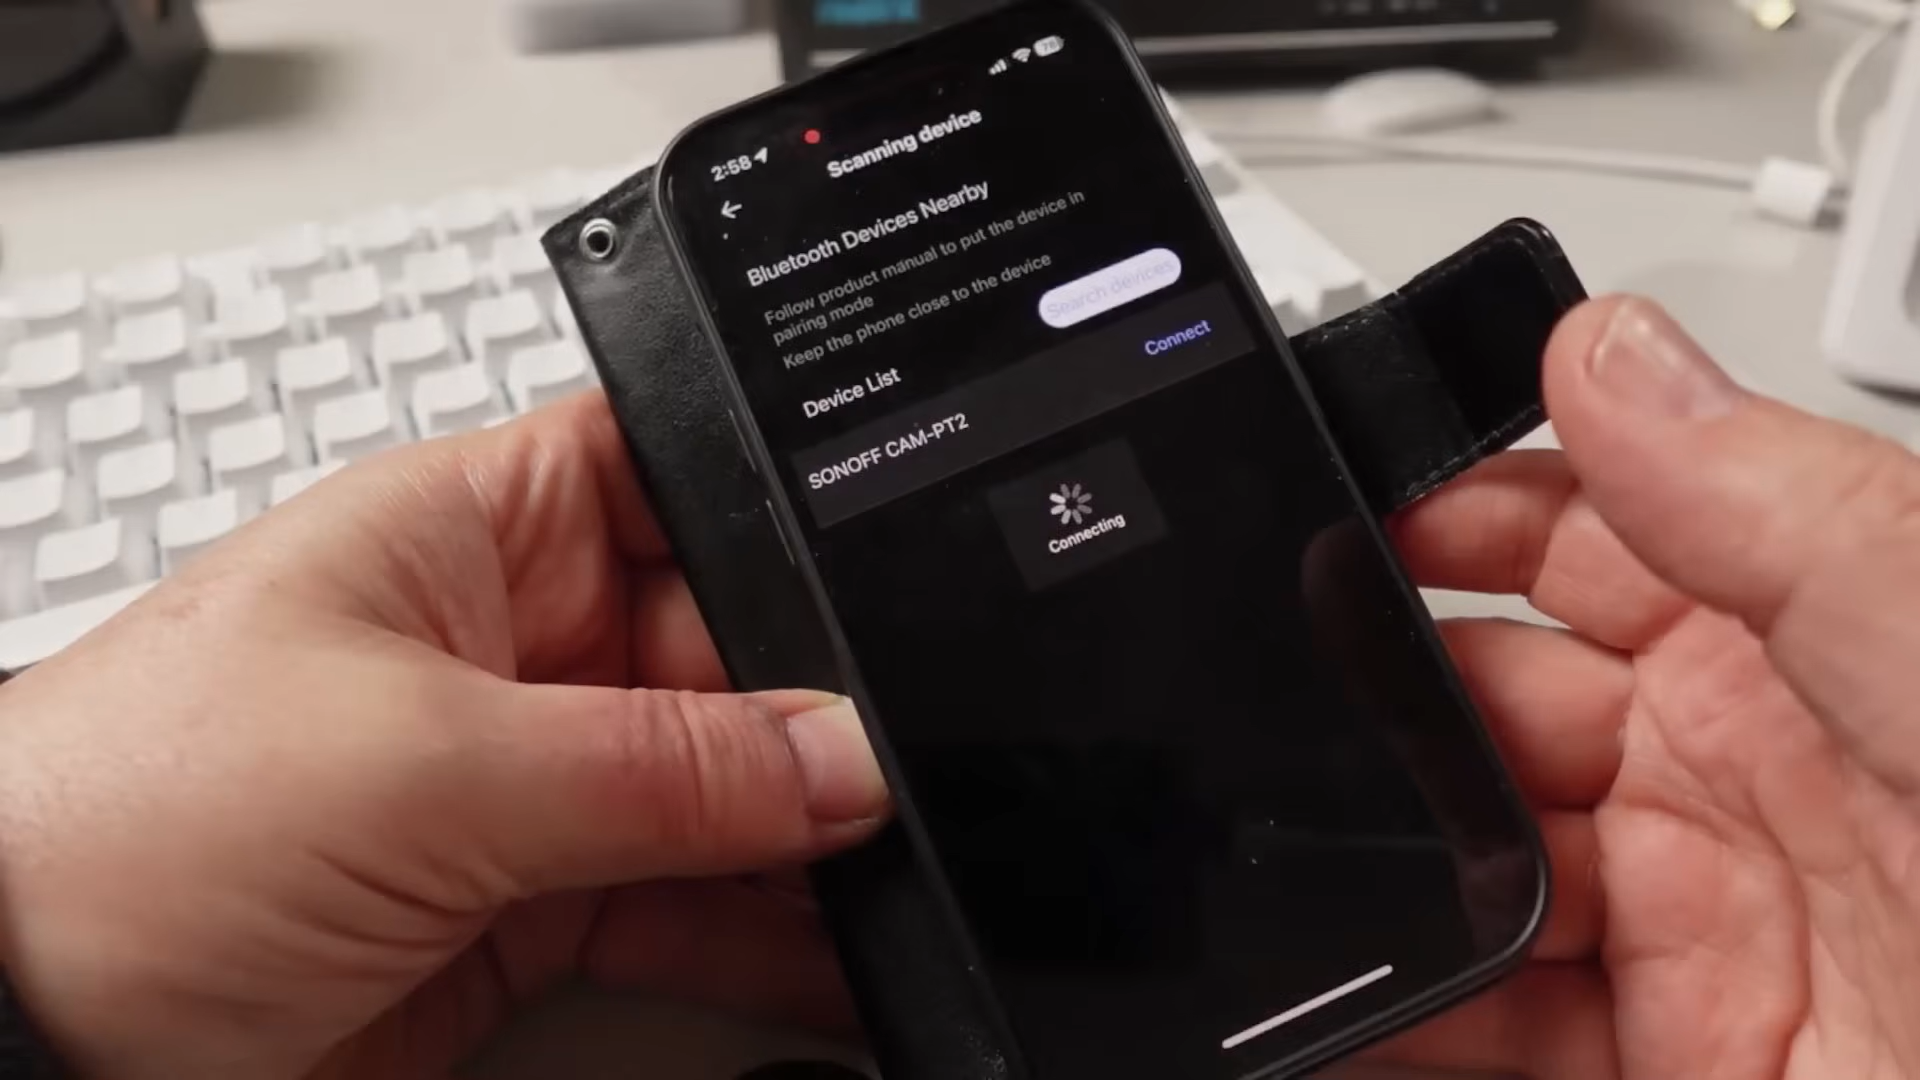 2:58
78
Scanning device
Bluetooth Devices Nearby
Follow product manual to put the device in
pairing mode
Keep the phone close to the device
Search devices
Device List
SONOFF CAM-PT2
Connect
Connecting